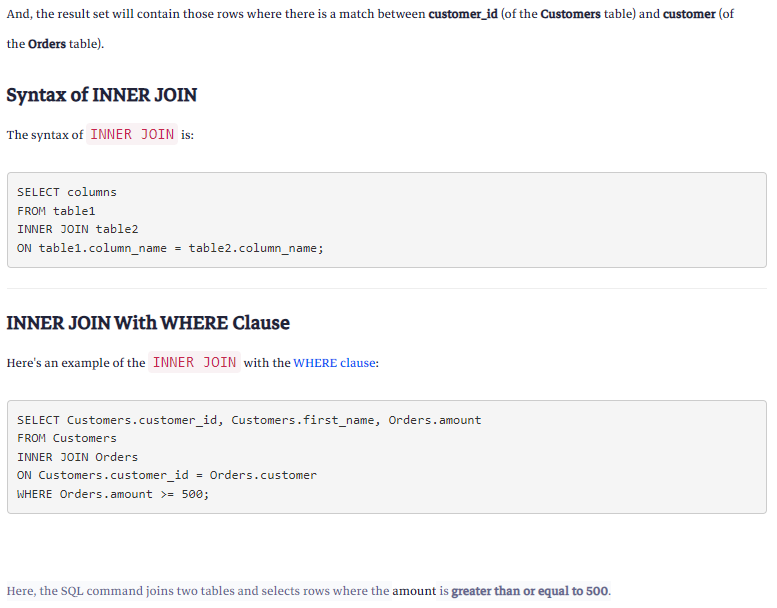 And, the result set will contain those rows where there is a match between customer_id (of the Customers table) and customer (of
the Orders table).
Syntax of INNER JOIN
The syntax of INNER JOIN is:
SELECT columns
FROM table1
INNER JOIN table2
ON table1.column_name = table2.column_name;
INNER JOIN With WHERE Clause
Here's an example of the INNER JOIN with the WHERE clause:
SELECT Customers.customer_id, Customers.first_name, Orders.amount
FROM Customers
INNER JOIN Orders
ON Customers.customer_id = Orders.customer
WHERE Orders.amount >= 500;
Here, the SQL command joins two tables and selects rows where the amount is greater than or equal to 500.